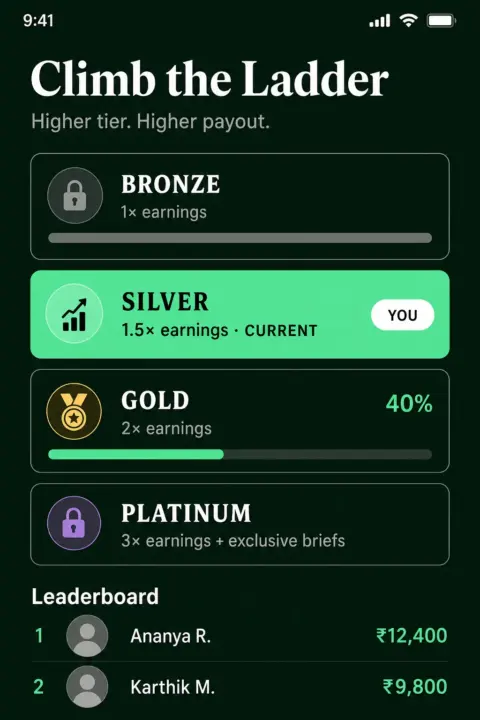 9:41
Climb the Ladder
Higher tier. Higher payout.
BRONZE
1× earnings
SILVER
1.5× earnings · CURRENT
YOU
GOLD
2× earnings
40%
PLATINUM
3× earnings + exclusive briefs
Leaderboard
1 Ananya R. ₹12,400
2 Karthik M. ₹9,800